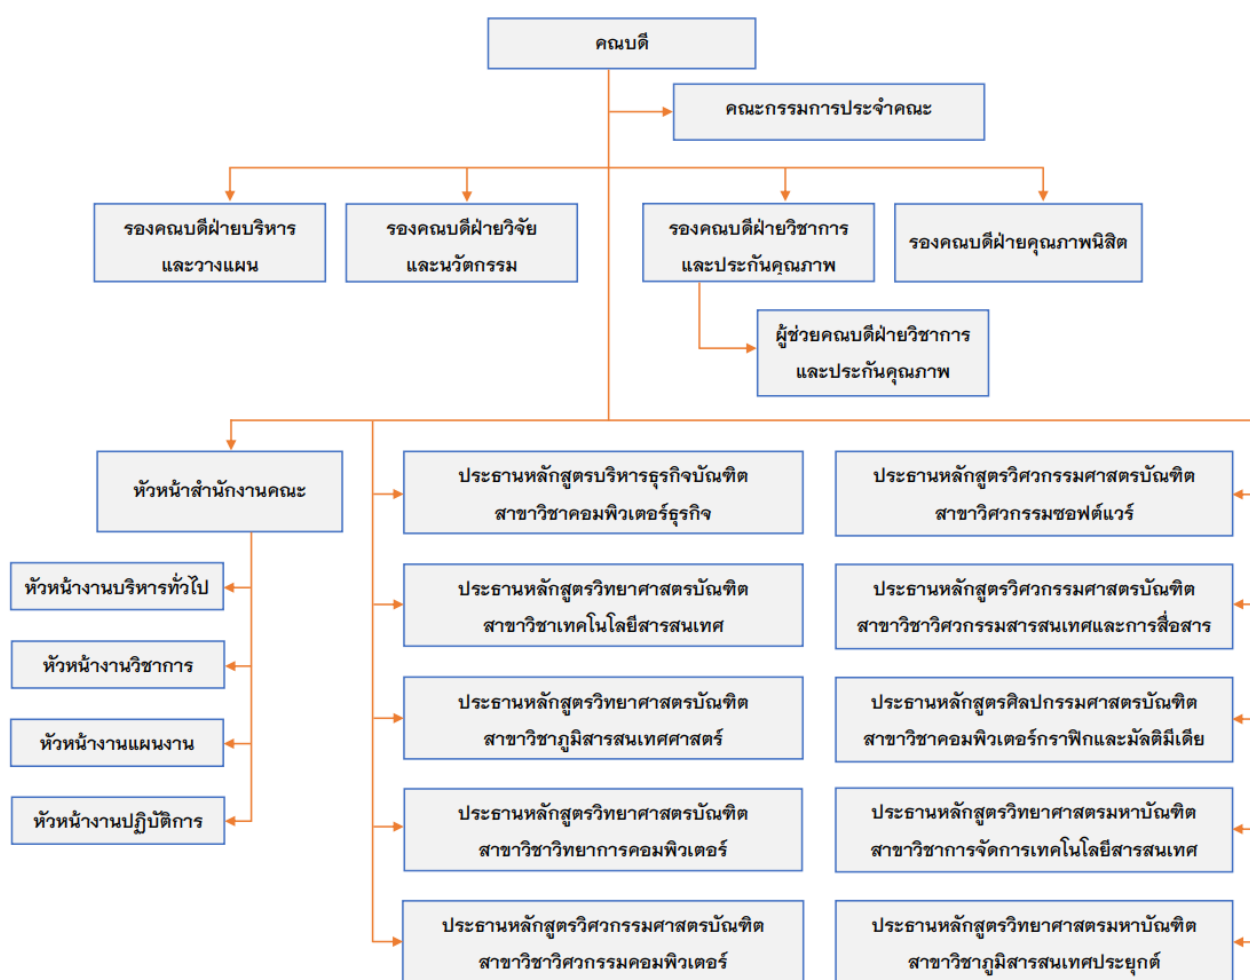 คณบดี
คณะกรรมการประจำคณะ
รองคณบดีฝ่ายบริหาร
และวางแผน
รองคณบดีฝ่ายวิจัย
และนวัตกรรม
รองคณบดีฝ่ายวิชาการ
และประกันคุณภาพ
รองคณบดีฝ่ายคุณภาพนิสิต
ผู้ช่วยคณบดีฝ่ายวิชาการ
และประกันคุณภาพ
หัวหน้าสำนักงานคณะ
หัวหน้างานบริหารทั่วไป
หัวหน้างานวิชาการ
หัวหน้างานแผนงาน
หัวหน้างานปฏิบัติการ
ประธานหลักสูตรบริหารธุรกิจบัณฑิต
สาขาวิชาคอมพิวเตอร์ธุรกิจ
ประธานหลักสูตรวิทยาศาสตรบัณฑิต
สาขาวิชาเทคโนโลยีสารสนเทศ
ประธานหลักสูตรวิทยาศาสตรบัณฑิต
สาขาวิชาภูมิสารสนเทศศาสตร์
ประธานหลักสูตรวิทยาศาสตรบัณฑิต
สาขาวิชาวิทยาการคอมพิวเตอร์
ประธานหลักสูตรวิศวกรรมศาสตรบัณฑิต
สาขาวิชาวิศวกรรมคอมพิวเตอร์
ประธานหลักสูตรวิศวกรรมศาสตรบัณฑิต
สาขาวิศวกรรมซอฟต์แวร์
ประธานหลักสูตรวิศวกรรมศาสตรบัณฑิต
สาขาวิชาวิศวกรรมสารสนเทศและการสื่อสาร
ประธานหลักสูตรศิลปกรรมศาสตรบัณฑิต
สาขาวิชาคอมพิวเตอร์กราฟิกและมัลติมีเดีย
ประธานหลักสูตรวิทยาศาสตรมหาบัณฑิต
สาขาวิชาการจัดการเทคโนโลยีสารสนเทศ
ประธานหลักสูตรวิทยาศาสตรมหาบัณฑิต
สาขาวิชาภูมิสารสนเทศประยุกต์